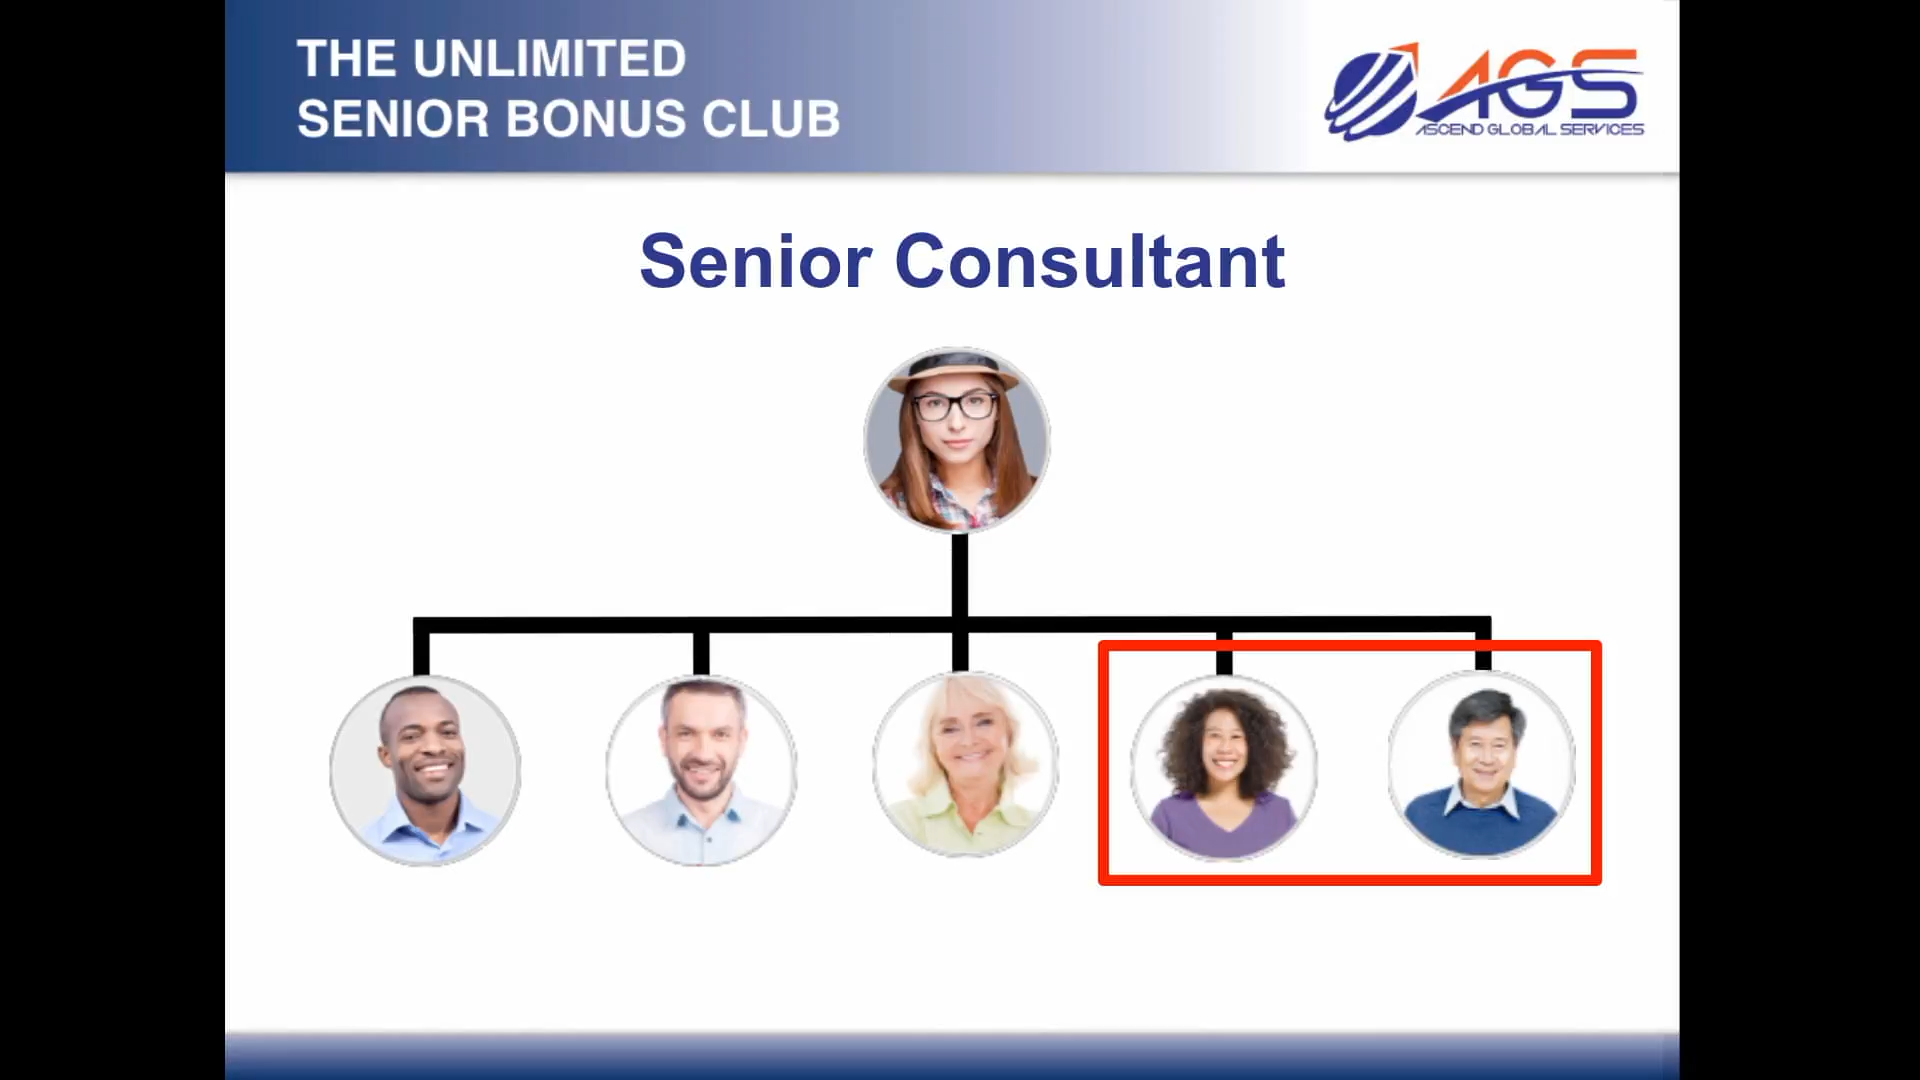 THE UNLIMITED
SENIOR BONUS CLUB
AGS
ASCEND GLOBAL SERVICES
Senior Consultant